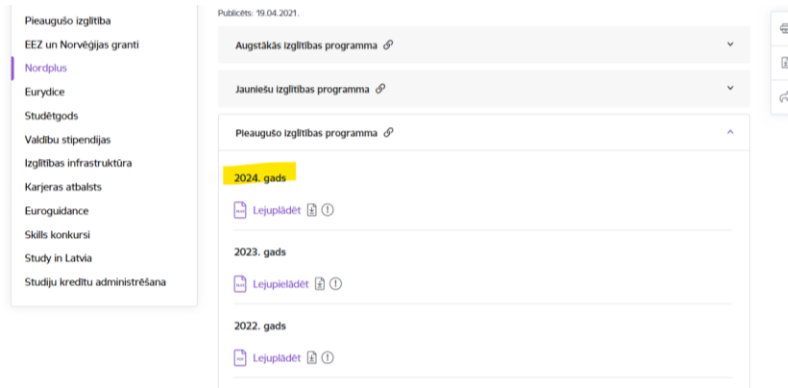 Pieaugušo izglītība
EEZ un Norvēģijas granti
Nordplus
Eurydice
Studētgods
Valdību stipendijas
Izglītības infrastruktūra
Karjeras atbalsts
Euroguidance
Skills konkursi
Study in Latvia
Studiju kredītu administrēšana
Publicēts: 19.04.2021.
Augstākās izglītības programma
Jauniešu izglītības programma
Pieaugušo izglītības programma
2024. gads
Lejuplādēt
2023. gads
Lejupielādēt
2022. gads
Lejuplādēt